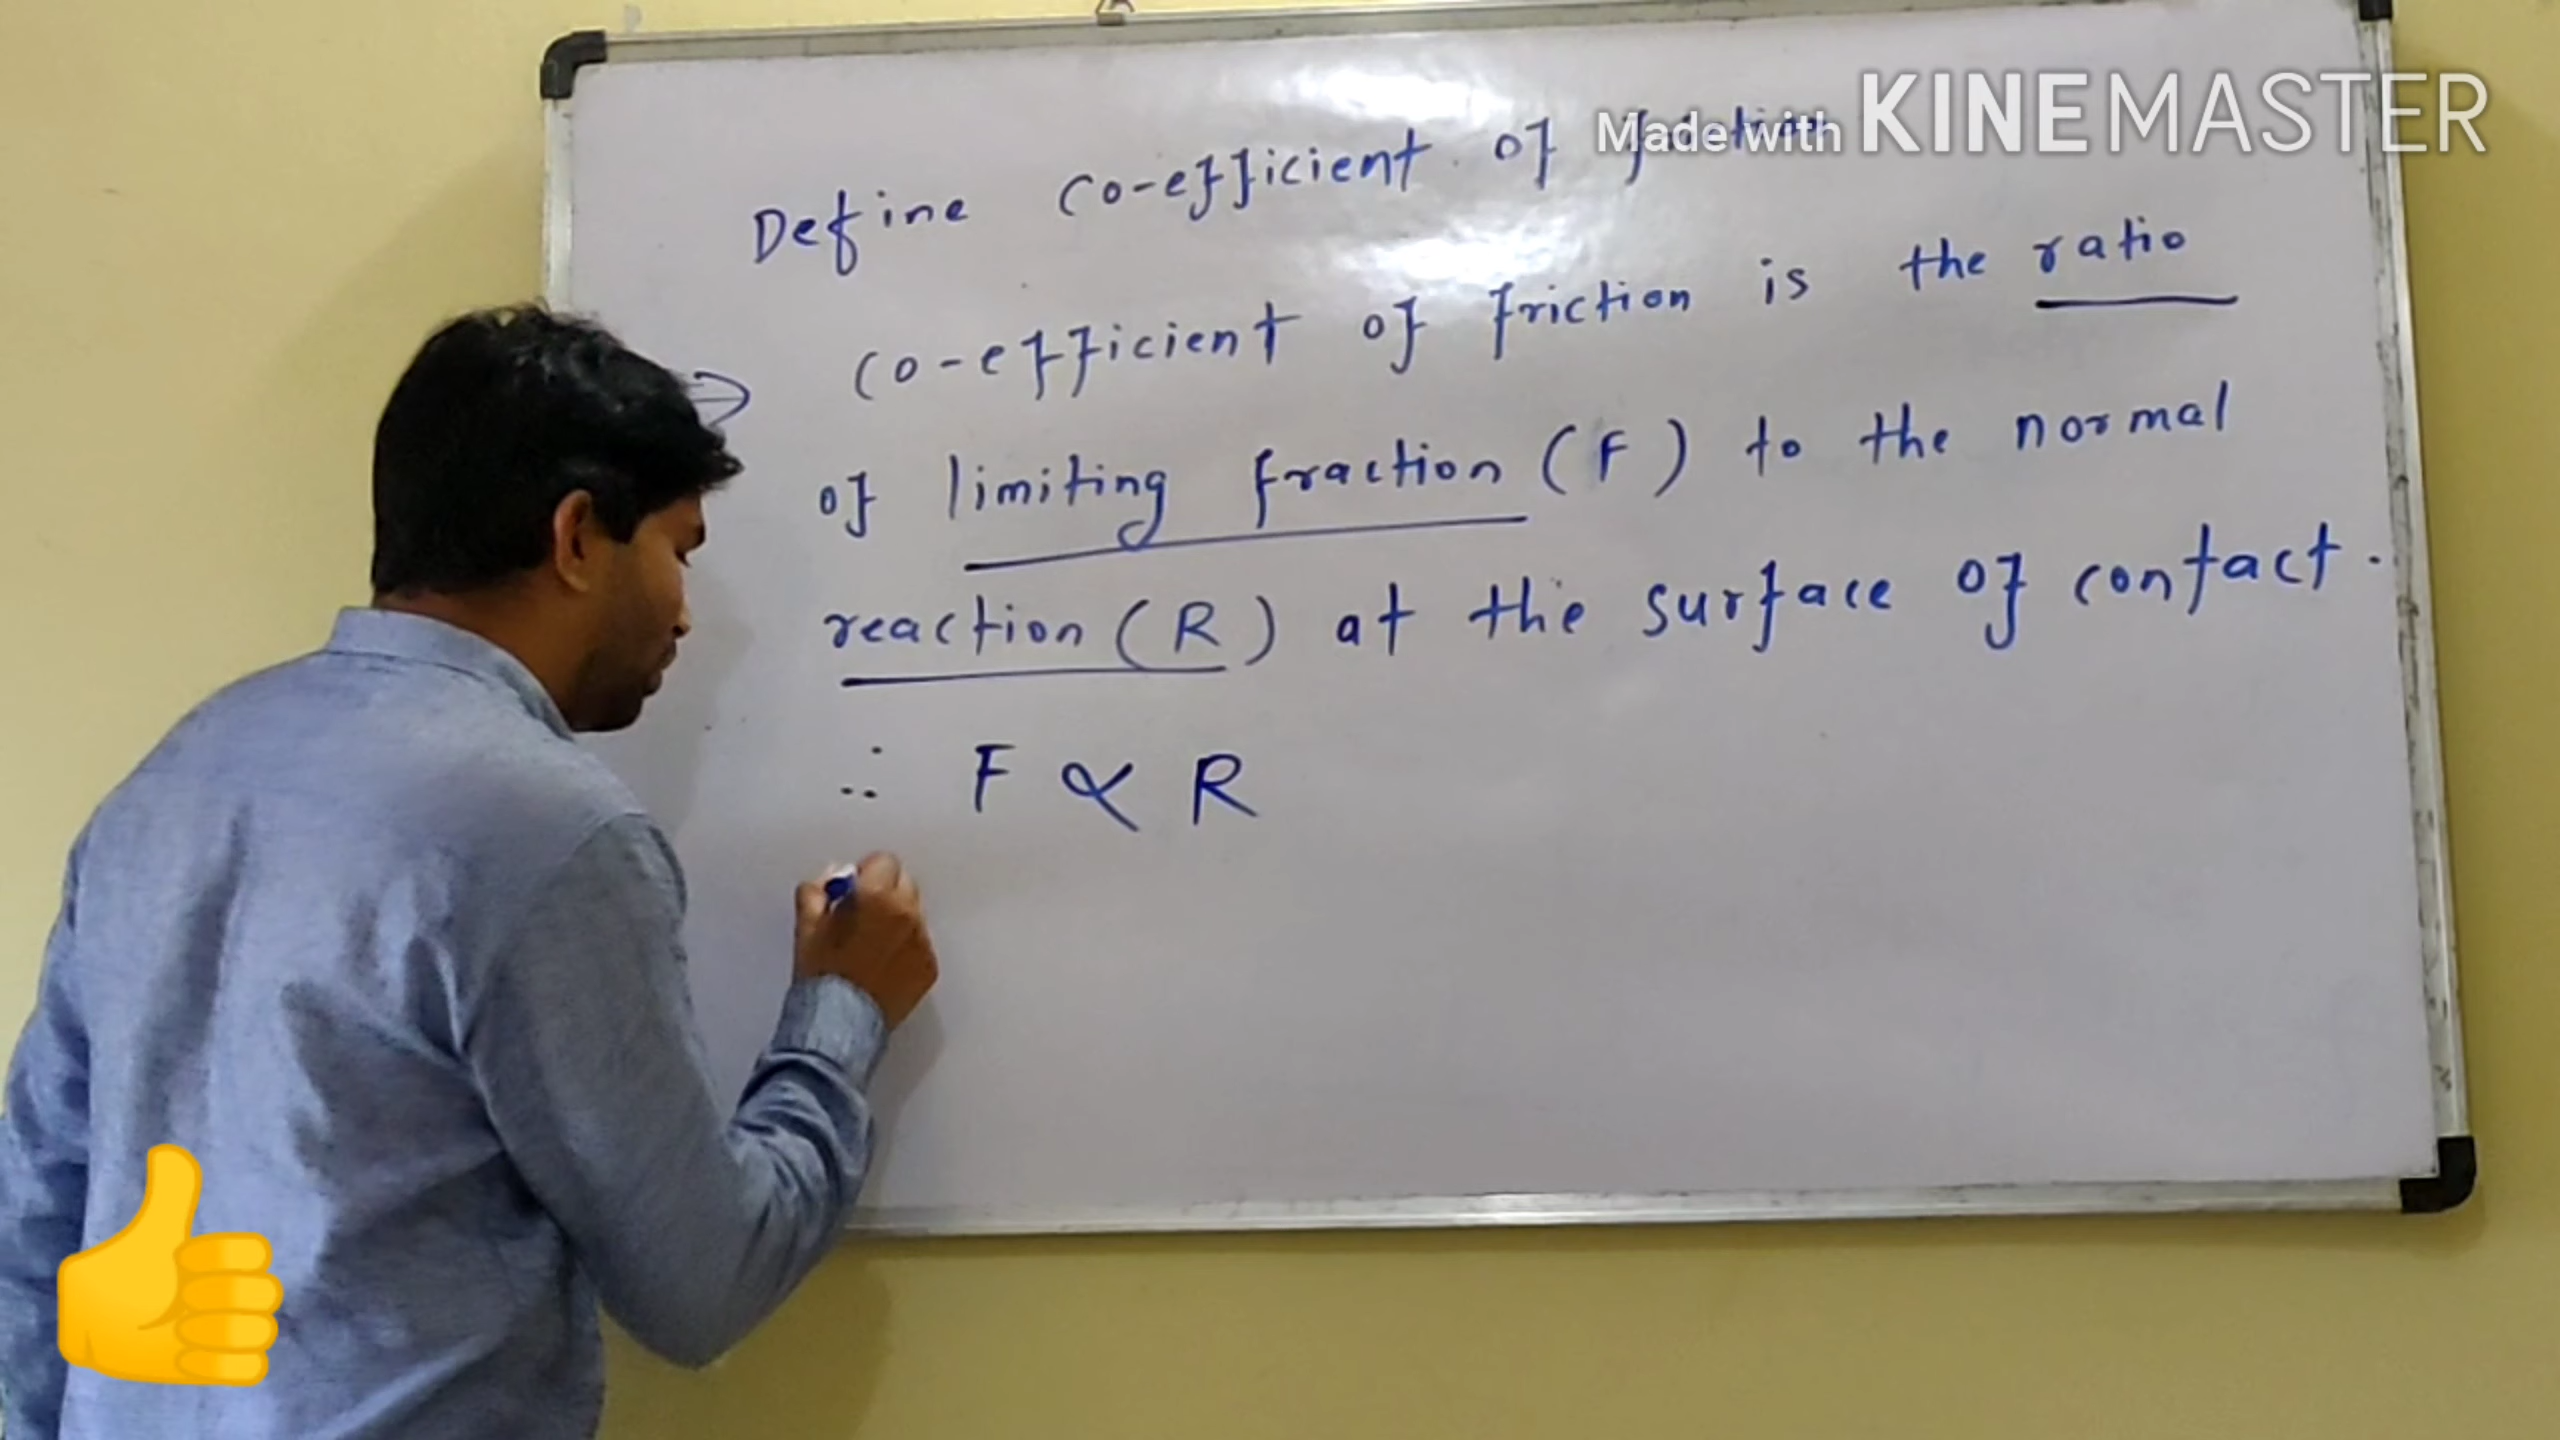 Made with KINEMASTER
Define Co-efficient of friction
⇒ Co-efficient of friction is the ratio
of limiting fraction (F) to the normal
reaction (R) at the surface of contact.
∴ F ∝ R